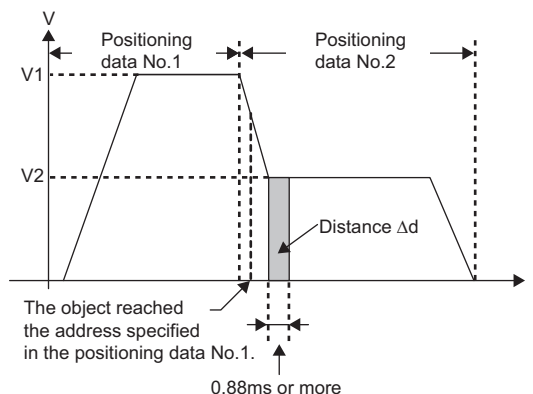 V
Positioning
data No.1
Positioning
data No.2
V1
V2
Distance Δd
The object reached
the address specified
in the positioning data No.1.
0.88ms or more